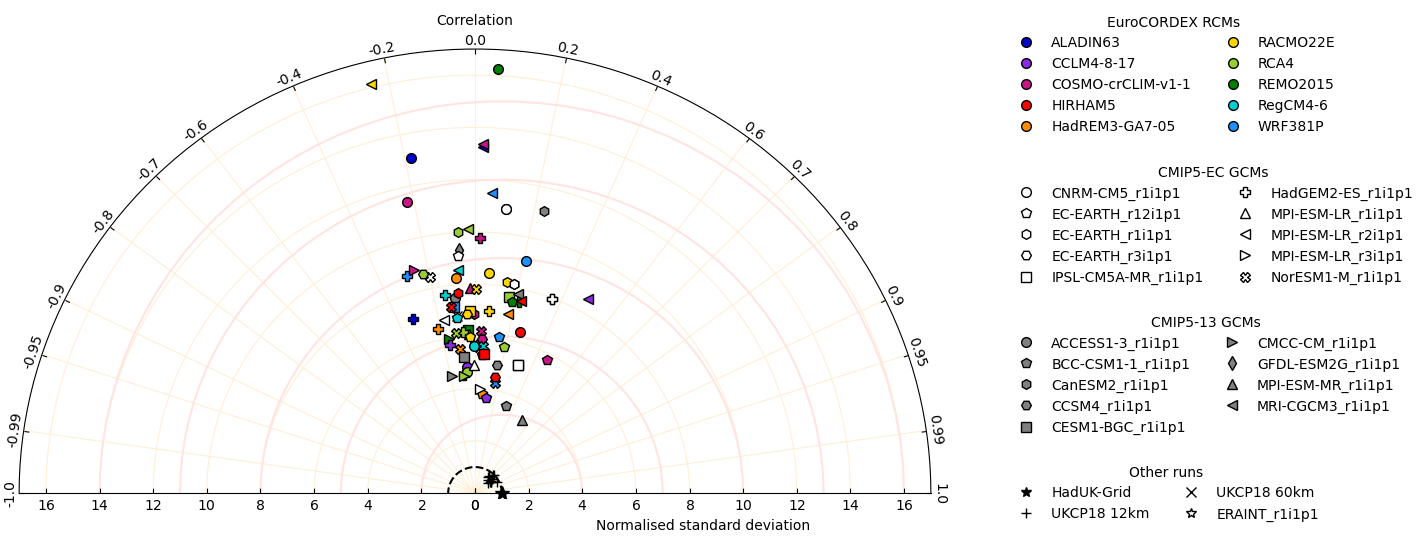 Correlation
-1.0 -0.99 -0.95 -0.9 -0.8 -0.7 -0.6 -0.4 -0.2 0.0 0.2 0.4 0.6 0.7 0.8 0.9 0.95 0.99 1.0
16 14 12 10 8 6 4 2 0 0 2 4 6 8 10 12 14 16
Normalised standard deviation
EuroCORDEX RCMs
ALADIN63 RACMO22E
CCLM4-8-17 RCA4
COSMO-crCLIM-v1-1 REMO2015
HIRHAM5 RegCM4-6
HadREM3-GA7-05 WRF381P
CMIP5-EC GCMs
CNRM-CM5_r1i1p1 HadGEM2-ES_r1i1p1
EC-EARTH_r12i1p1 MPI-ESM-LR_r1i1p1
EC-EARTH_r1i1p1 MPI-ESM-LR_r2i1p1
EC-EARTH_r3i1p1 MPI-ESM-LR_r3i1p1
IPSL-CM5A-MR_r1i1p1 NorESM1-M_r1i1p1
CMIP5-13 GCMs
ACCESS1-3_r1i1p1 CMCC-CM_r1i1p1
BCC-CSM1-1_r1i1p1 GFDL-ESM2G_r1i1p1
CanESM2_r1i1p1 MPI-ESM-MR_r1i1p1
CCSM4_r1i1p1 MRI-CGCM3_r1i1p1
CESM1-BGC_r1i1p1
Other runs
HadUK-Grid UKCP18 60km
UKCP18 12km ERAINT_r1i1p1